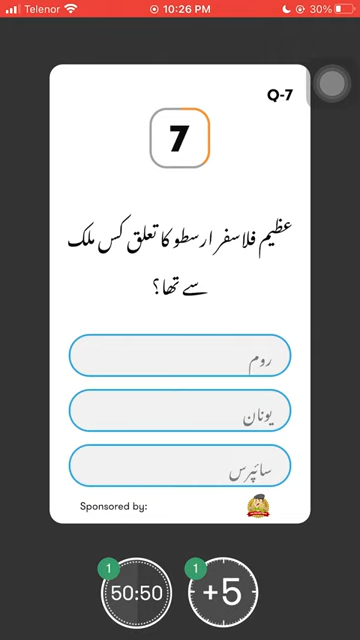 Telenor 10:26 PM 30%
Q-7
7
عظیم فلاسفر ارسطو کا تعلق کس ملک
سے تھا؟
روم
یونان
سائپرس
Sponsored by:
1 1
50:50 +5